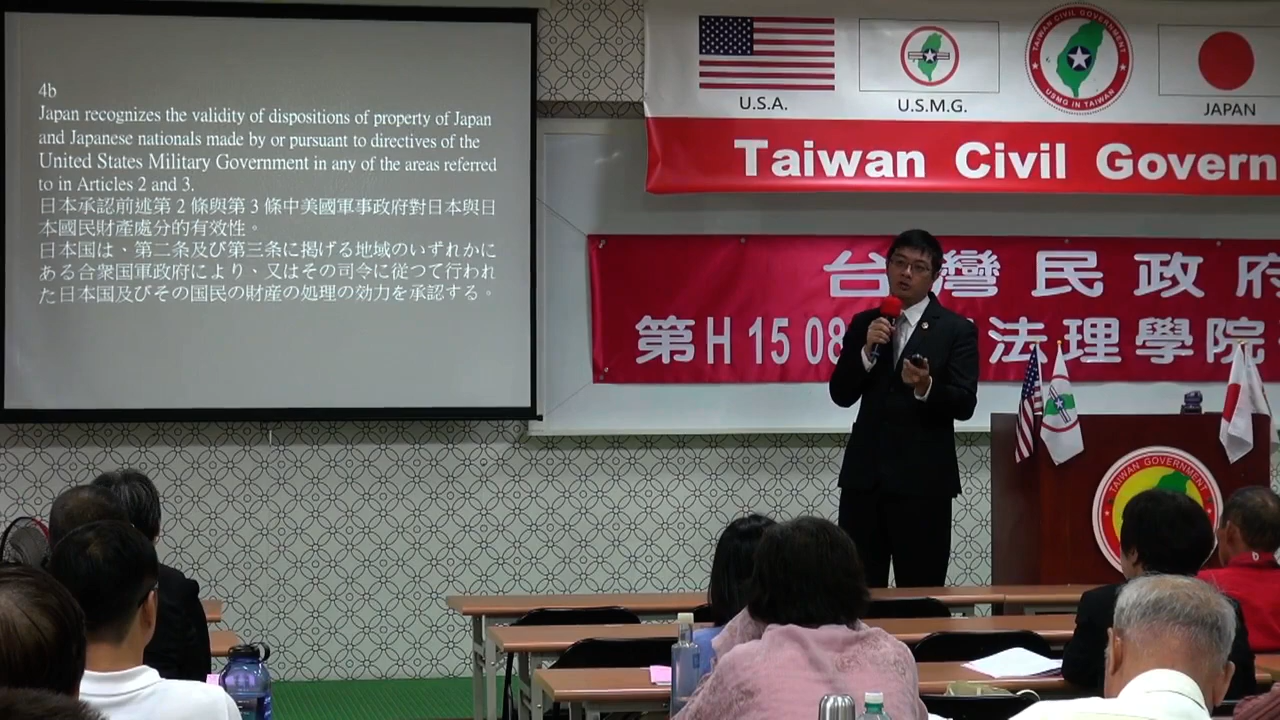 4b
Japan recognizes the validity of dispositions of property of Japan
and Japanese nationals made by or pursuant to directives of the
United States Military Government in any of the areas referred
to in Articles 2 and 3.
日本承認前述第 2 條與第 3 條中美國軍事政府對日本與日
本國民財產處分的有效性。
日本国は、第二条及び第三条に掲げる地域のいずれかに
ある合衆国軍政府により、又はその司令に従つて行われ
た日本国及びその国民の財産の処理の効力を承認する。
U.S.A.
U.S.M.G.
TAIWAN CIVIL GOVERNMENT
USMG IN TAIWAN
JAPAN
Taiwan Civil Govern
台灣民政府
第H 15 08 法理學院
TAIWAN GOVERNMENT